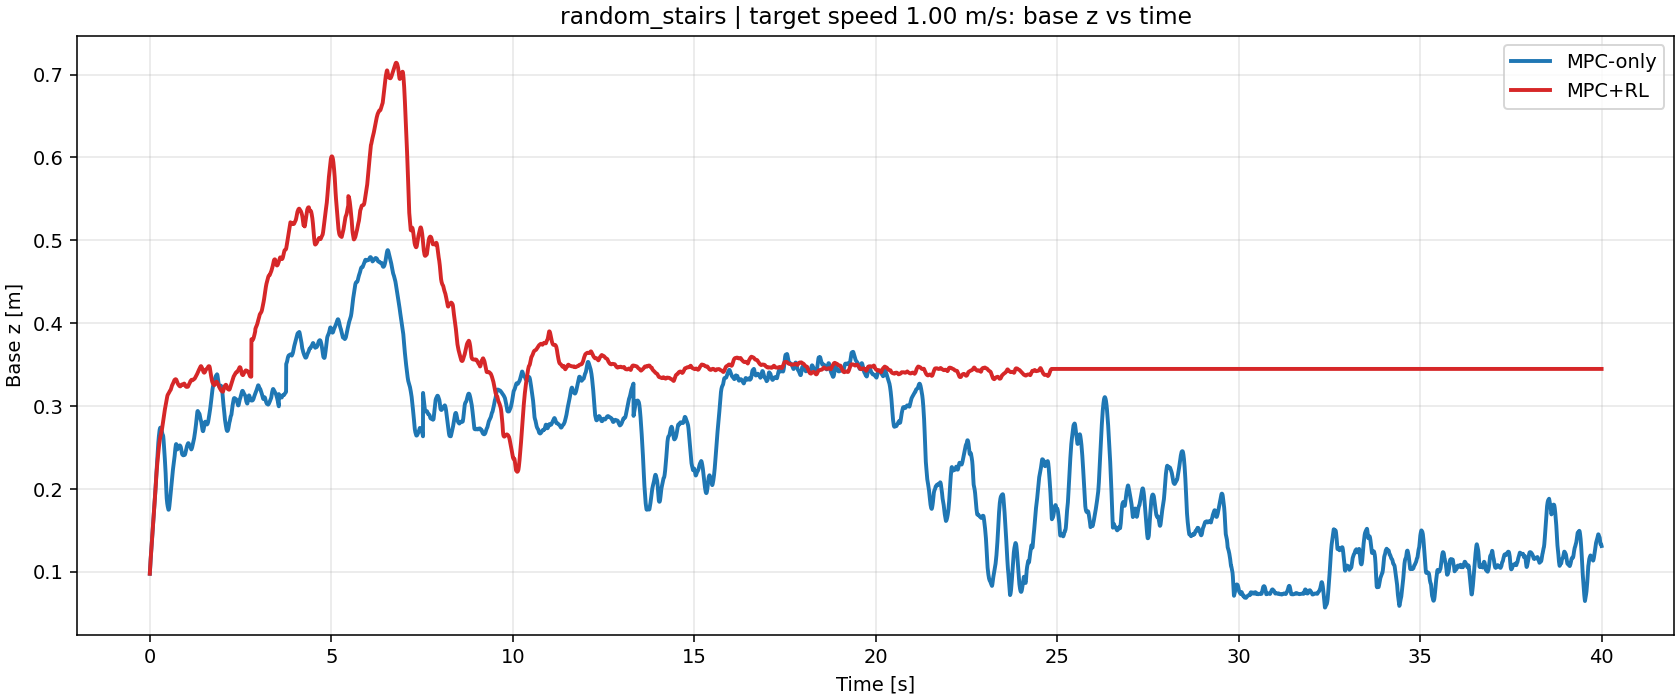 random_stairs | target speed 1.00 m/s: base z vs time
MPC-only
MPC+RL
Base z [m]
0.7
0.6
0.5
0.4
0.3
0.2
0.1
0 5 10 15 20 25 30 35 40
Time [s]